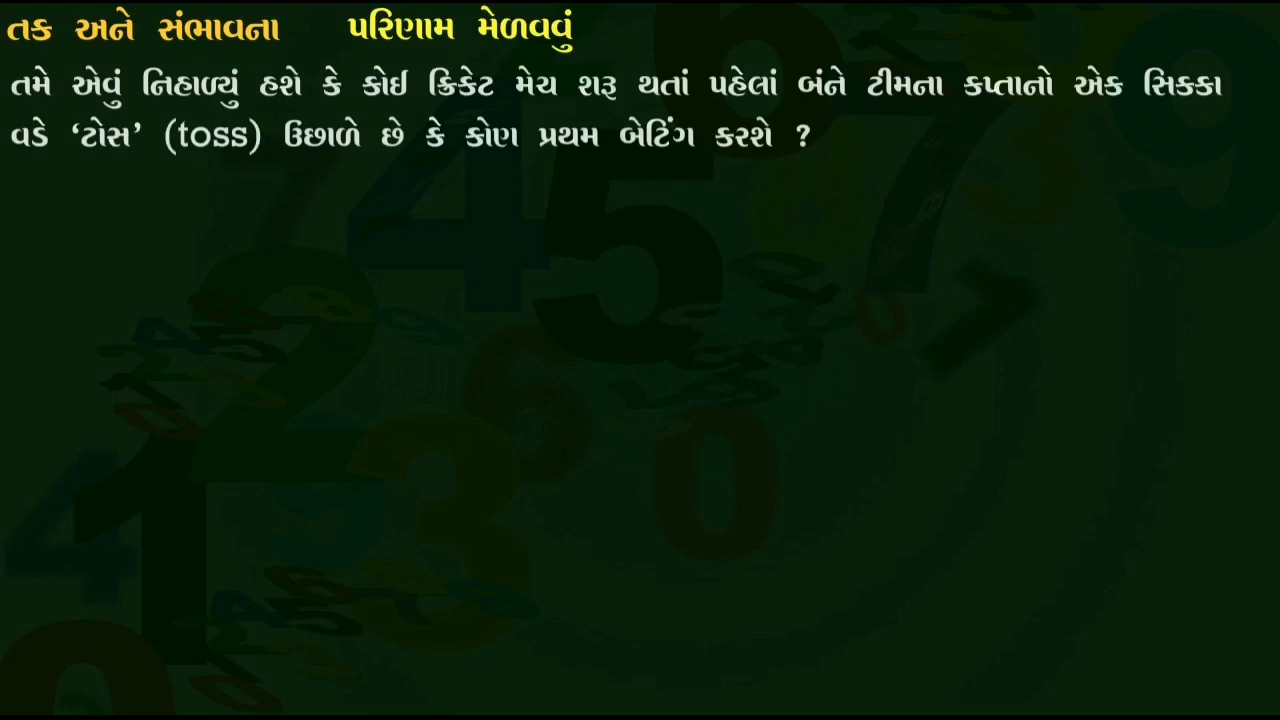 તક અને સંભાવના પરિણામ મેળવવું
તમે એવું નિહાળ્યું હશે કે કોઈ ક્રિકેટ મેચ શરૂ થતાં પહેલાં બંને ટીમના કપ્તાનો એક સિક્કા
વડે ‘ટોસ’ (toss) ઉછાળે છે કે કોણ પ્રથમ બેટિંગ કરશે ?